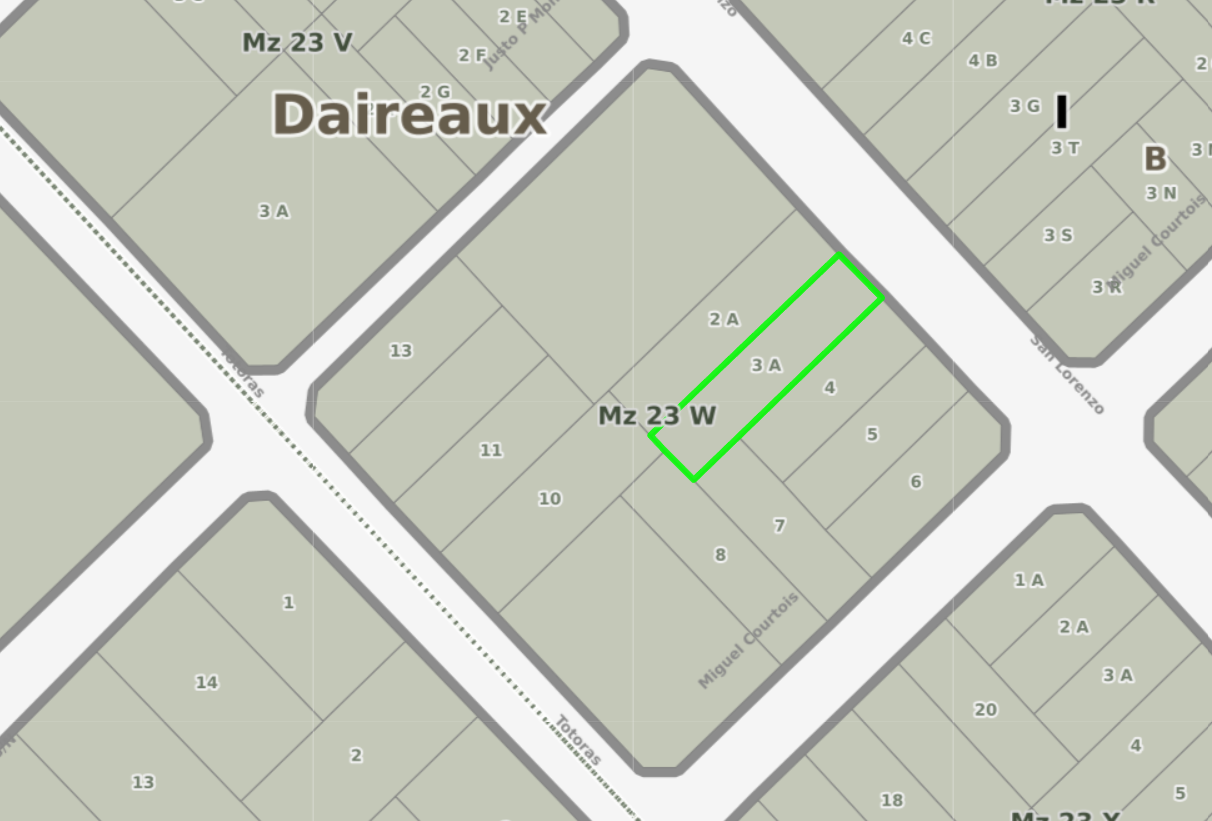 2 E
Mz 23 V
2 F
Justo P
2 G
Daireaux
3 A
4 C
4 B
3 G
I
3 T
B
3 N
3 S
Miguel Courtois
3 R
2 A
13
3 A
4
San Lorenzo
Mz 23 W
5
11
6
10
7
8
Miguel Courtois
1
1 A
2 A
14
3 A
20
Totoras
2
4
13
5
18